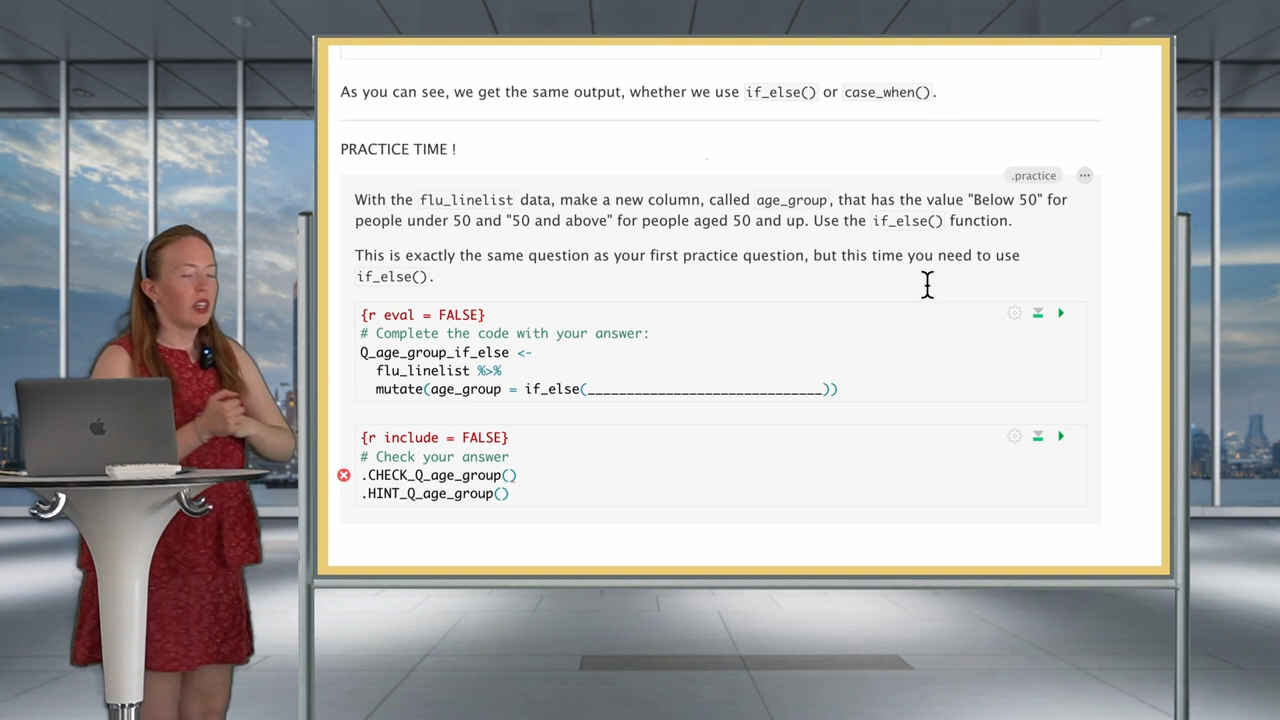 As you can see, we get the same output, whether we use if_else() or case_when().
PRACTICE TIME !
.practice
With the flu_linelist data, make a new column, called age_group, that has the value "Below 50" for
people under 50 and "50 and above" for people aged 50 and up. Use the if_else() function.
This is exactly the same question as your first practice question, but this time you need to use
if_else().
{r eval = FALSE}
# Complete the code with your answer:
Q_age_group_if_else <-
flu_linelist %>%
mutate(age_group = if_else(______________________________))
{r include = FALSE}
# Check your answer
.CHECK_Q_age_group()
.HINT_Q_age_group()